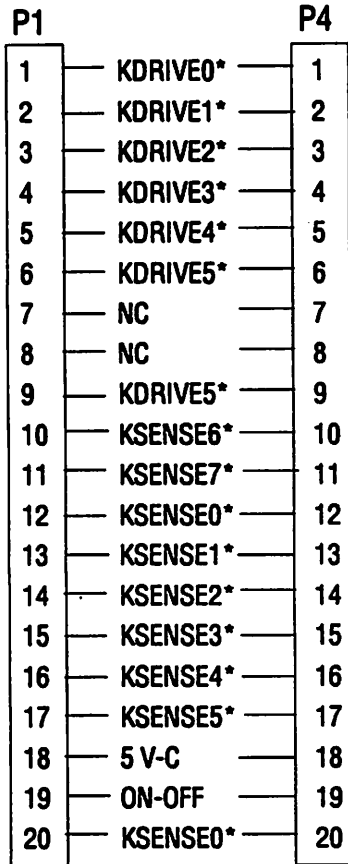 P1 P4
1 KDRIVE0* 1
2 KDRIVE1* 2
3 KDRIVE2* 3
4 KDRIVE3* 4
5 KDRIVE4* 5
6 KDRIVE5* 6
7 NC 7
8 NC 8
9 KDRIVE5* 9
10 KSENSE6* 10
11 KSENSE7* 11
12 KSENSE0* 12
13 KSENSE1* 13
14 KSENSE2* 14
15 KSENSE3* 15
16 KSENSE4* 16
17 KSENSE5* 17
18 5 V-C 18
19 ON-OFF 19
20 KSENSE0* 20